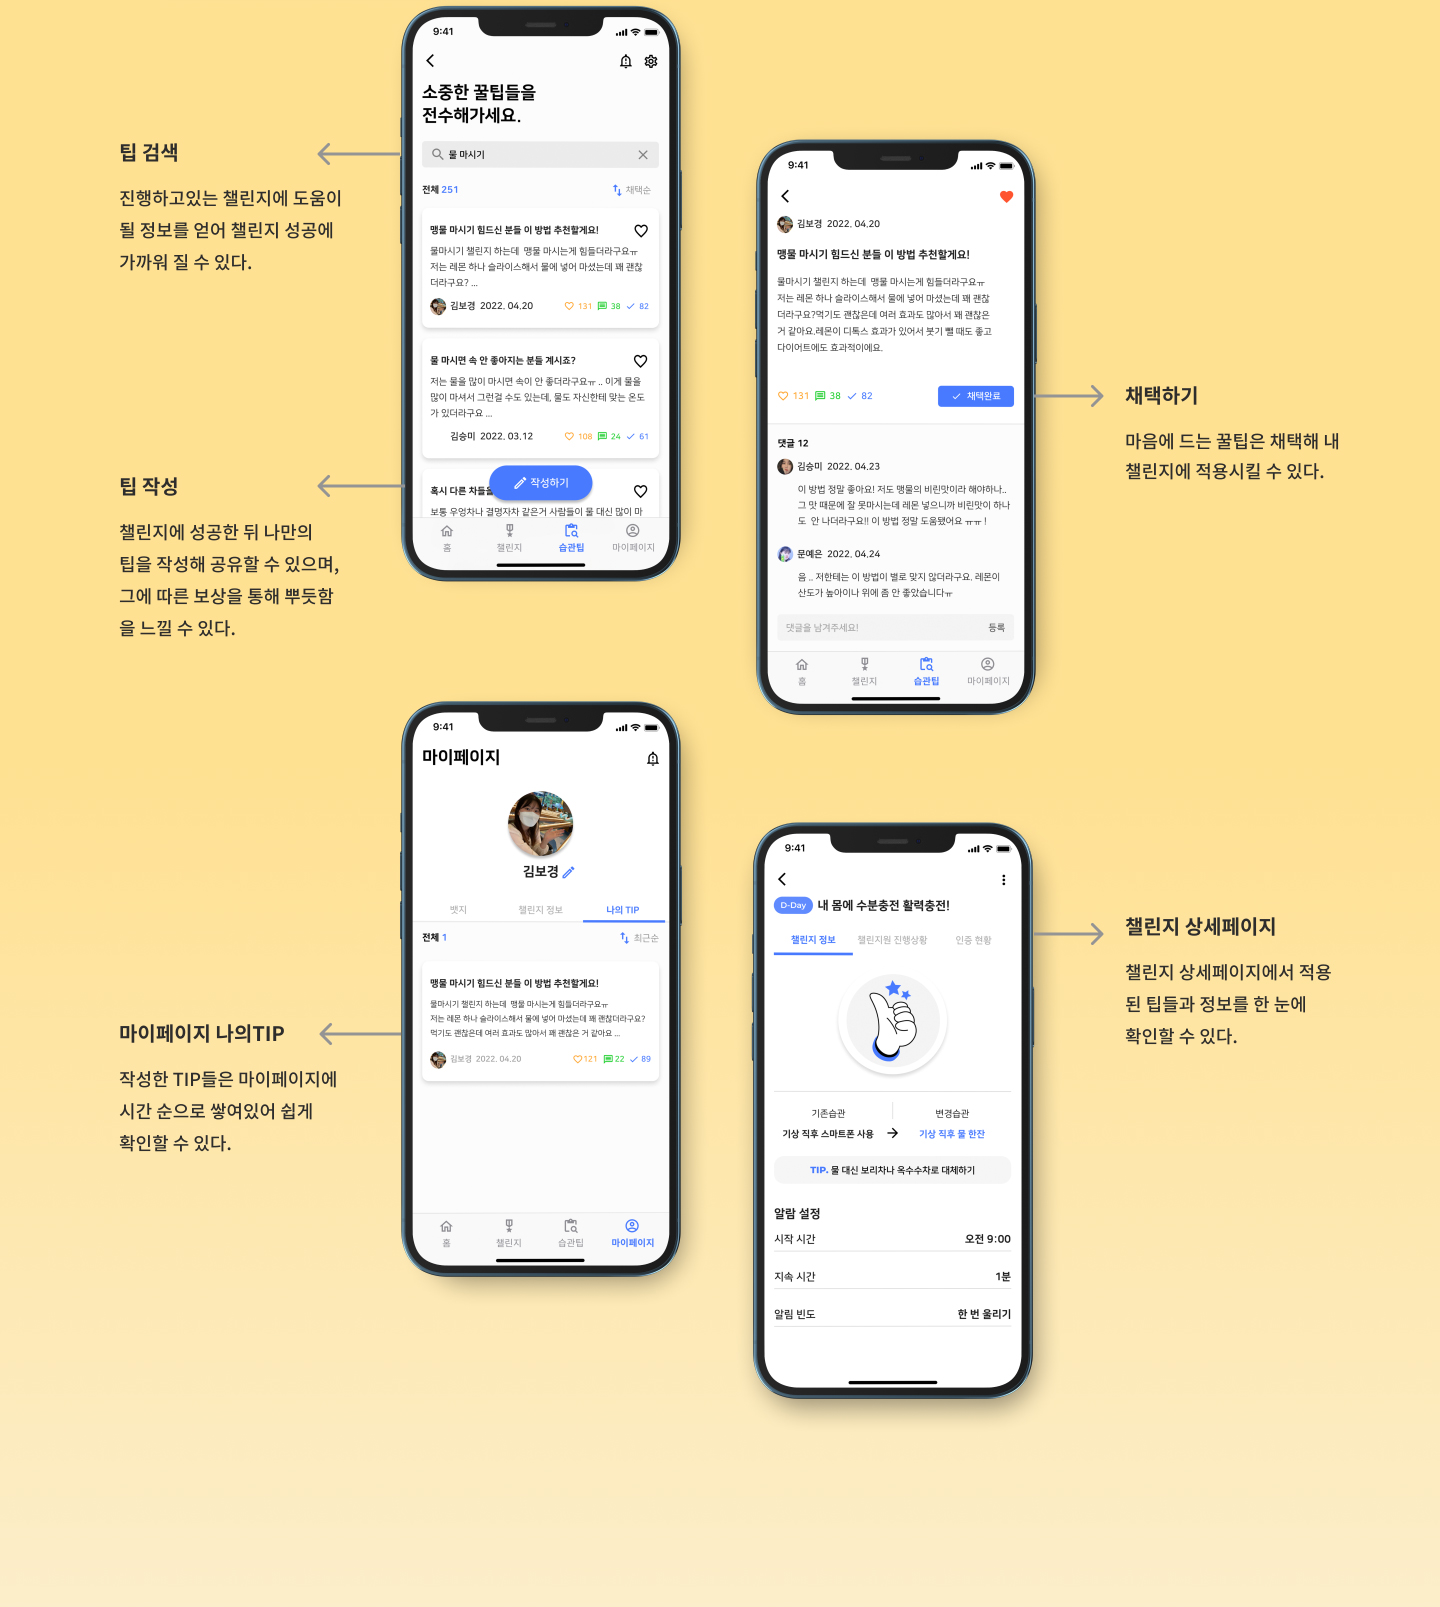 9:41
소중한 꿀팁들을
전수해가세요.
물 마시기
전체 251
채택순
맹물 마시기 힘드신 분들 이 방법 추천할게요!
물마시기 챌린지 하는데 맹물 마시는게 힘들더라구요ㅠ
저는 레몬 하나 슬라이스해서 물에 넣어 마셨는데 꽤 괜찮
더라구요? ...
김보경 2022. 04.20
131 38 82
물 마시면 속 안 좋아지는 분들 계시죠?
저는 물을 많이 마시면 속이 안 좋더라구요ㅠ .. 이게 물을
많이 마셔서 그런걸 수도 있는데, 물도 자신한테 맞는 온도
가 있더라구요 ...
김승미 2022. 03.12
108 24 61
혹시 다른 차들을
작성하기
보통 우엉차나 결명자차 같은거 사람들이 물 대신 많이 마
홈
챌린지
습관팁
마이페이지
팁 검색
진행하고있는 챌린지에 도움이
될 정보를 얻어 챌린지 성공에
가까워 질 수 있다.
팁 작성
챌린지에 성공한 뒤 나만의
팁을 작성해 공유할 수 있으며,
그에 따른 보상을 통해 뿌듯함
을 느낄 수 있다.
9:41
김보경 2022. 04.20
맹물 마시기 힘드신 분들 이 방법 추천할게요!
물마시기 챌린지 하는데 맹물 마시는게 힘들더라구요ㅠ
저는 레몬 하나 슬라이스해서 물에 넣어 마셨는데 꽤 괜찮
더라구요?먹기도 괜찮은데 여러 효과도 많아서 꽤 괜찮은
거 같아요.레몬이 디톡스 효과가 있어서 붓기 뺄 때도 좋고
다이어트에도 효과적이에요.
131 38 82
채택완료
댓글 12
김승미 2022. 04.23
이 방법 정말 좋아요! 저도 맹물의 비린맛이라 해야하나..
그 맛 때문에 잘 못마시는데 레몬 넣으니까 비린맛이 하나
도 안 나더라구요!! 이 방법 정말 도움됐어요 ㅠㅠ !
문예은 2022. 04.24
음 .. 저한테는 이 방법이 별로 맞지 않더라구요. 레몬이
산도가 높아이나 위에 좀 안 좋았습니다ㅠ
댓글을 남겨주세요!
등록
홈
챌린지
습관팁
마이페이지
채택하기
마음에 드는 꿀팁은 채택해 내
챌린지에 적용시킬 수 있다.
9:41
마이페이지
김보경
뱃지
챌린지 정보
나의 TIP
전체 1
최근순
맹물 마시기 힘드신 분들 이 방법 추천할게요!
물마시기 챌린지 하는데 맹물 마시는게 힘들더라구요ㅠ
저는 레몬 하나 슬라이스해서 물에 넣어 마셨는데 꽤 괜찮더라구요?
먹기도 괜찮은데 여러 효과도 많아서 꽤 괜찮은 거 같아요 ...
김보경 2022. 04.20
121 22 89
홈
챌린지
습관팁
마이페이지
마이페이지 나의TIP
작성한 TIP들은 마이페이지에
시간 순으로 쌓여있어 쉽게
확인할 수 있다.
9:41
D-Day 내 몸에 수분충전 활력충전!
챌린지 정보
챌린지원 진행상황
인증 현황
기존습관
변경습관
기상 직후 스마트폰 사용
기상 직후 물 한잔
TIP. 물 대신 보리차나 옥수수차로 대체하기
알람 설정
시작 시간
오전 9:00
지속 시간
1분
알림 빈도
한 번 울리기
챌린지 상세페이지
챌린지 상세페이지에서 적용
된 팁들과 정보를 한 눈에
확인할 수 있다.